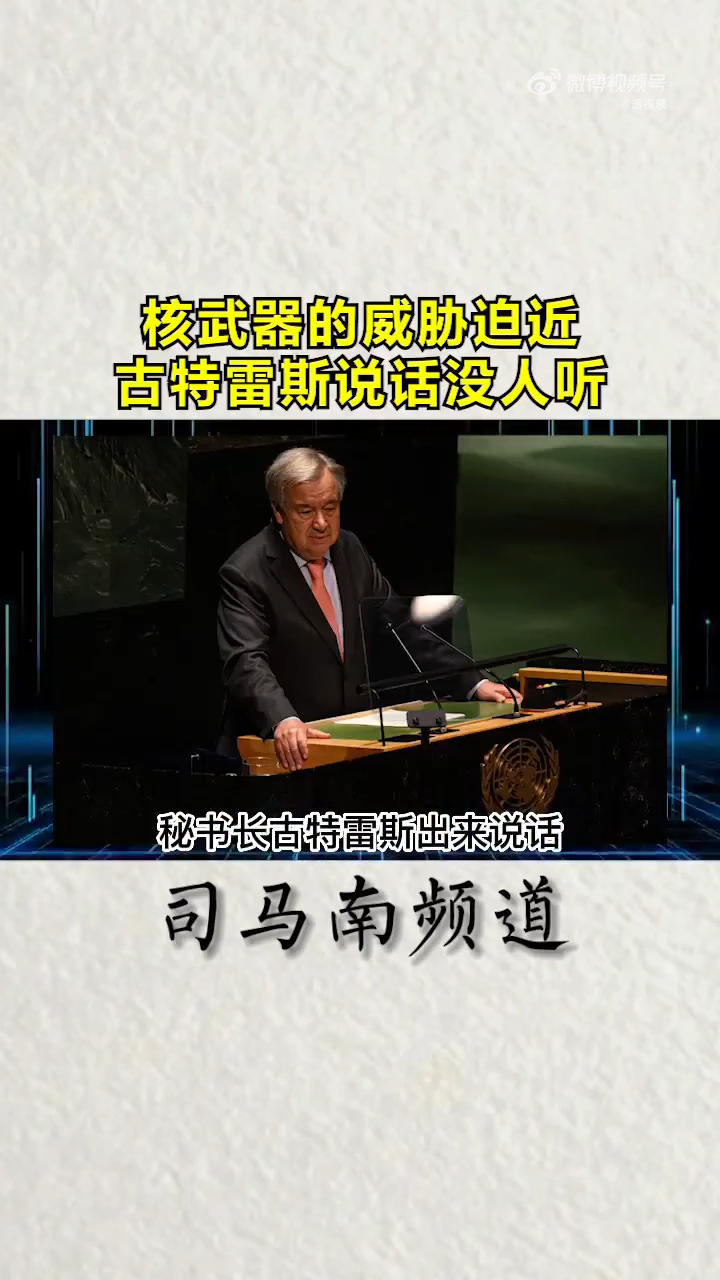 微博视频号
核武器的威胁迫近
古特雷斯说话没人听
秘书长古特雷斯出来说话
司马南频道